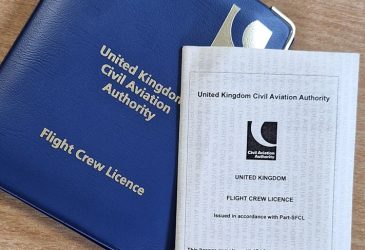 United Kingdom
Civil Aviation
Authority
Flight Crew Licence
United Kingdom Civil Aviation Authority
Civil Aviation
Authority
UNITED KINGDOM
FLIGHT CREW LICENCE
Issued in accordance with Part-SFCL